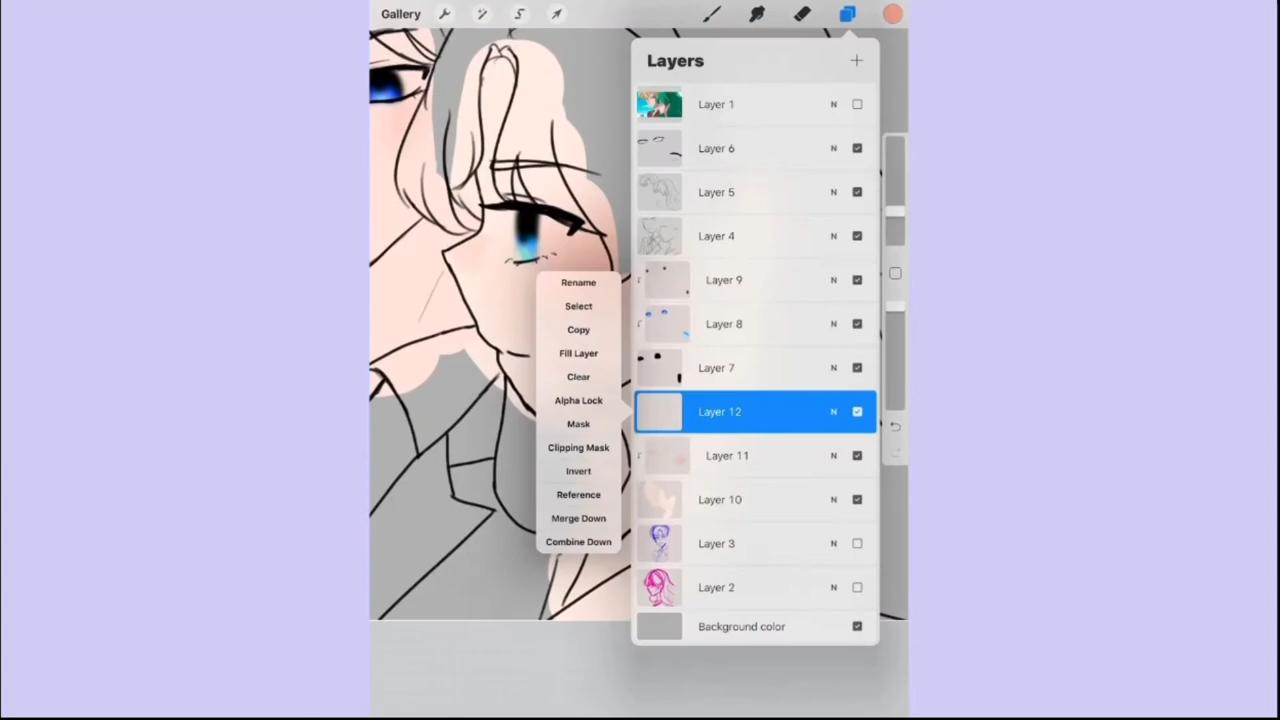 Gallery
Layers
Layer 1 N
Layer 6 N
Layer 5 N
Layer 4 N
Layer 9 N
Layer 8 N
Layer 7 N
Layer 12 N
Layer 11 N
Layer 10 N
Layer 3 N
Layer 2 N
Background color
Rename
Select
Copy
Fill Layer
Clear
Alpha Lock
Mask
Clipping Mask
Invert
Reference
Merge Down
Combine Down